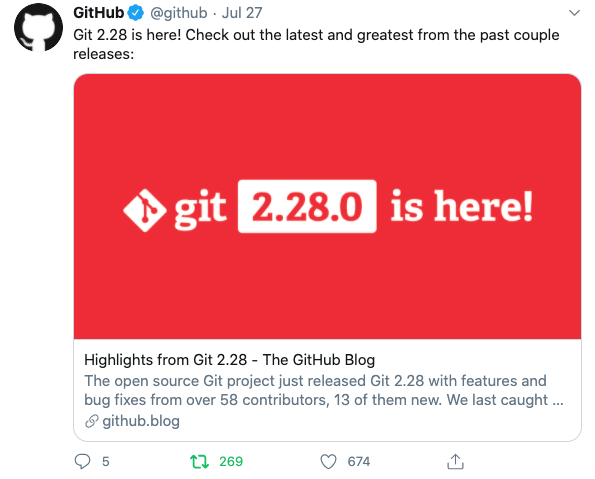 GitHub @github · Jul 27
Git 2.28 is here! Check out the latest and greatest from the past couple
releases:
git 2.28.0 is here!
Highlights from Git 2.28 - The GitHub Blog
The open source Git project just released Git 2.28 with features and
bug fixes from over 58 contributors, 13 of them new. We last caught ...
github.blog
5 269 674